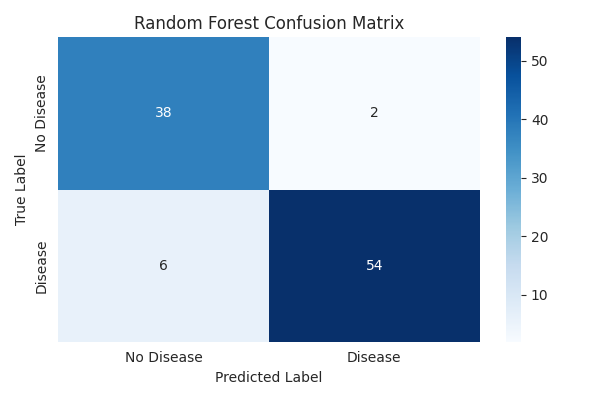 Random Forest Confusion Matrix
True Label
No Disease
Disease
38
2
6
54
No Disease
Disease
Predicted Label
50
40
30
20
10